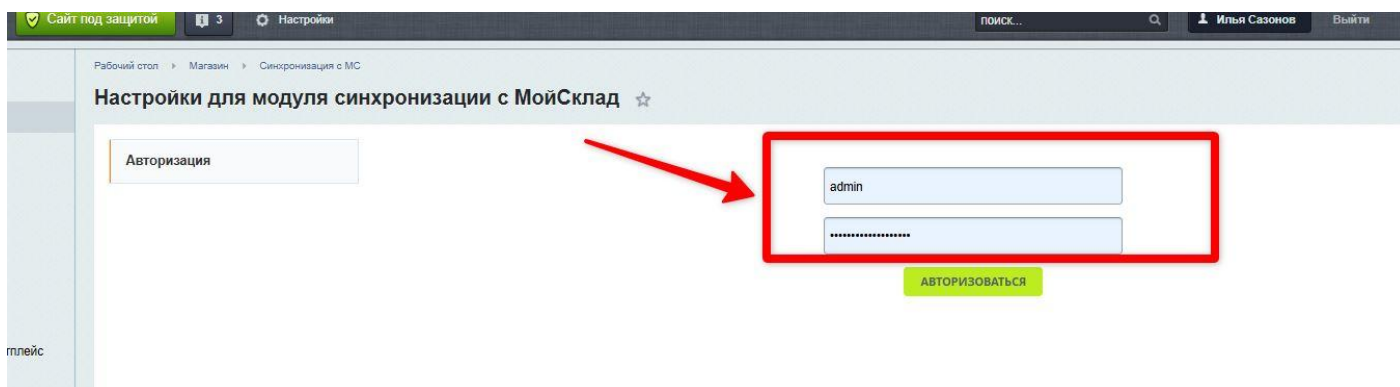 Сайт под защитой 3 Настройки поиск... Илья Сазонов Выйти
Рабочий стол Магазин Синхронизация с МС
Настройки для модуля синхронизации с МойСклад
Авторизация
admin
•••••••••••••••••••
АВТОРИЗОВАТЬСЯ
тплейс